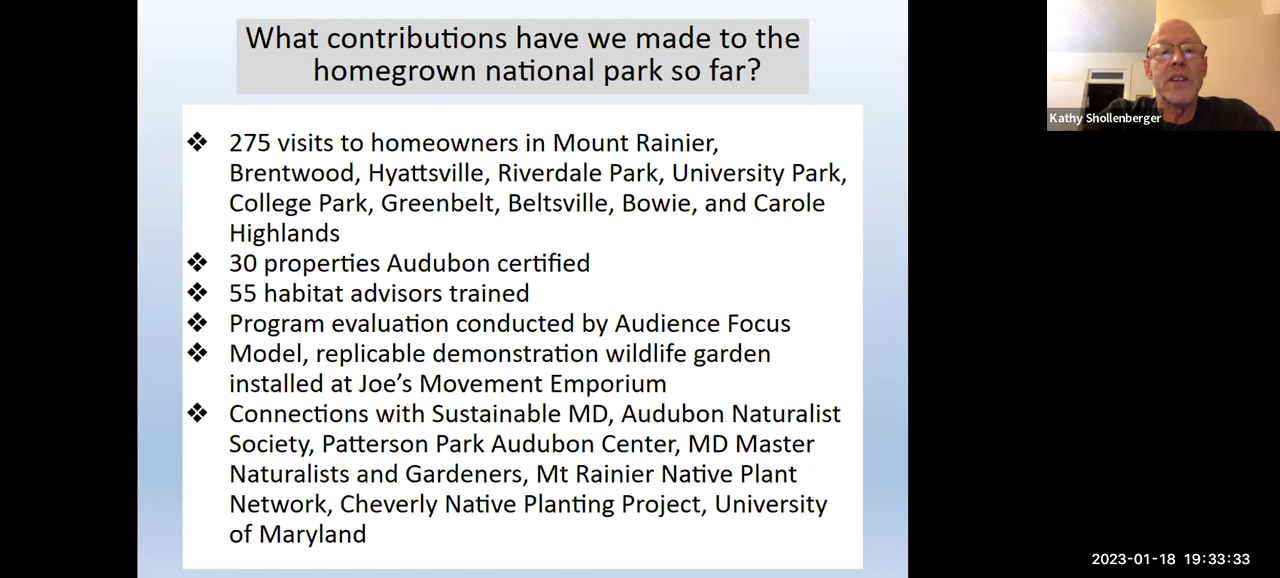 What contributions have we made to the
homegrown national park so far?
❖ 275 visits to homeowners in Mount Rainier,
Brentwood, Hyattsville, Riverdale Park, University Park,
College Park, Greenbelt, Beltsville, Bowie, and Carole
Highlands
❖ 30 properties Audubon certified
❖ 55 habitat advisors trained
❖ Program evaluation conducted by Audience Focus
❖ Model, replicable demonstration wildlife garden
installed at Joe’s Movement Emporium
❖ Connections with Sustainable MD, Audubon Naturalist
Society, Patterson Park Audubon Center, MD Master
Naturalists and Gardeners, Mt Rainier Native Plant
Network, Cheverly Native Planting Project, University
of Maryland
Kathy Shollenberger
2023-01-18 19:33:33